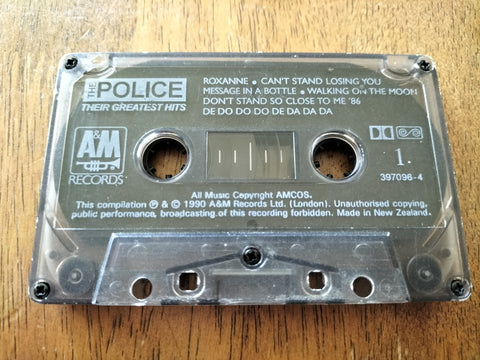 THE POLICE
THEIR GREATEST HITS
ROXANNE • CAN'T STAND LOSING YOU
MESSAGE IN A BOTTLE • WALKING ON THE MOON
DON'T STAND SO CLOSE TO ME '86
DE DO DO DO DE DA DA DA
A&M
RECORDS
1.
397096-4
All Music Copyright AMCOS.
This compilation ℗ & © 1990 A&M Records Ltd. (London). Unauthorised copying,
public performance, broadcasting of this recording forbidden. Made in New Zealand.